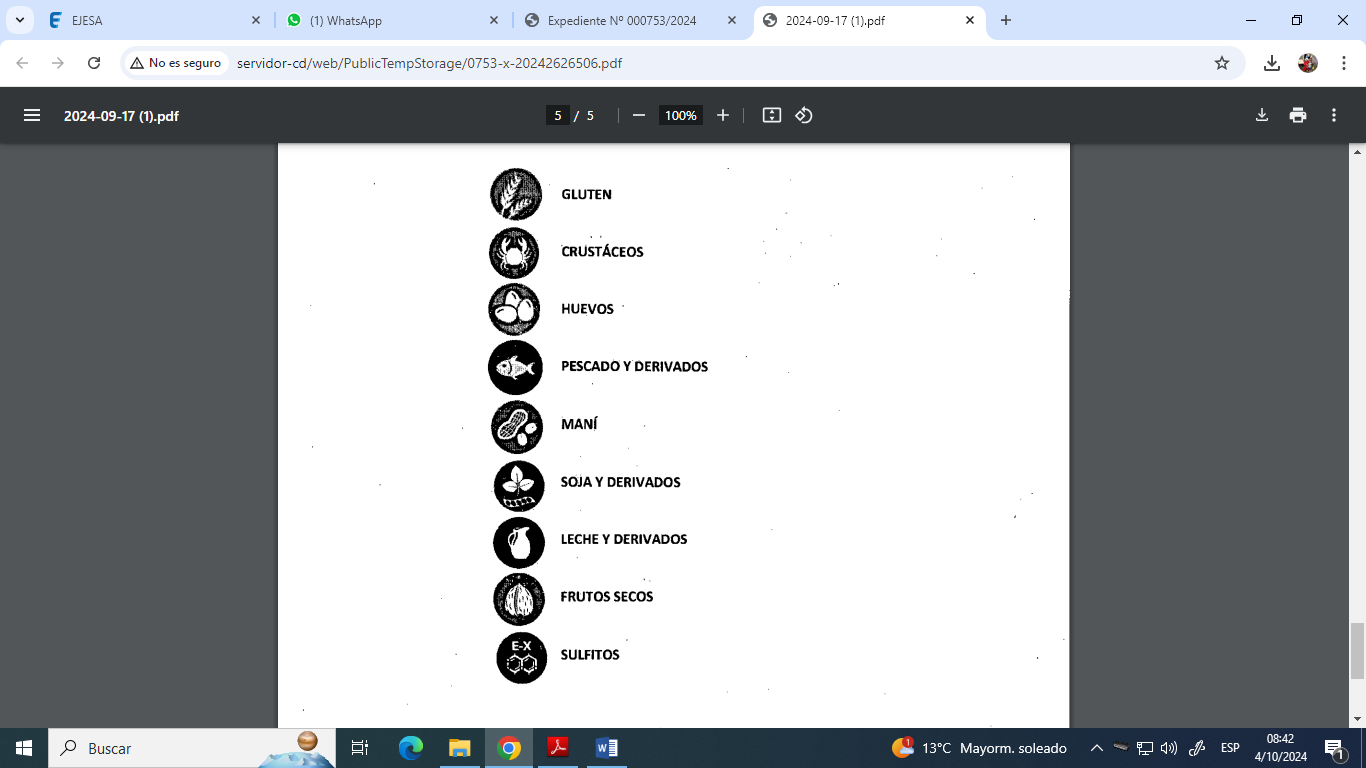 EJESA
(1) WhatsApp
Expediente Nº 000753/2024
2024-09-17 (1).pdf
No es seguro
servidor-cd/web/PublicTempStorage/0753-x-20242626506.pdf
2024-09-17 (1).pdf
5 / 5
100%
GLUTEN
CRUSTÁCEOS
HUEVOS
PESCADO Y DERIVADOS
MANÍ
SOJA Y DERIVADOS
LECHE Y DERIVADOS
FRUTOS SECOS
E-X
SULFITOS
Buscar
1
13°C Mayorm. soleado
ESP
08:42
4/10/2024
1